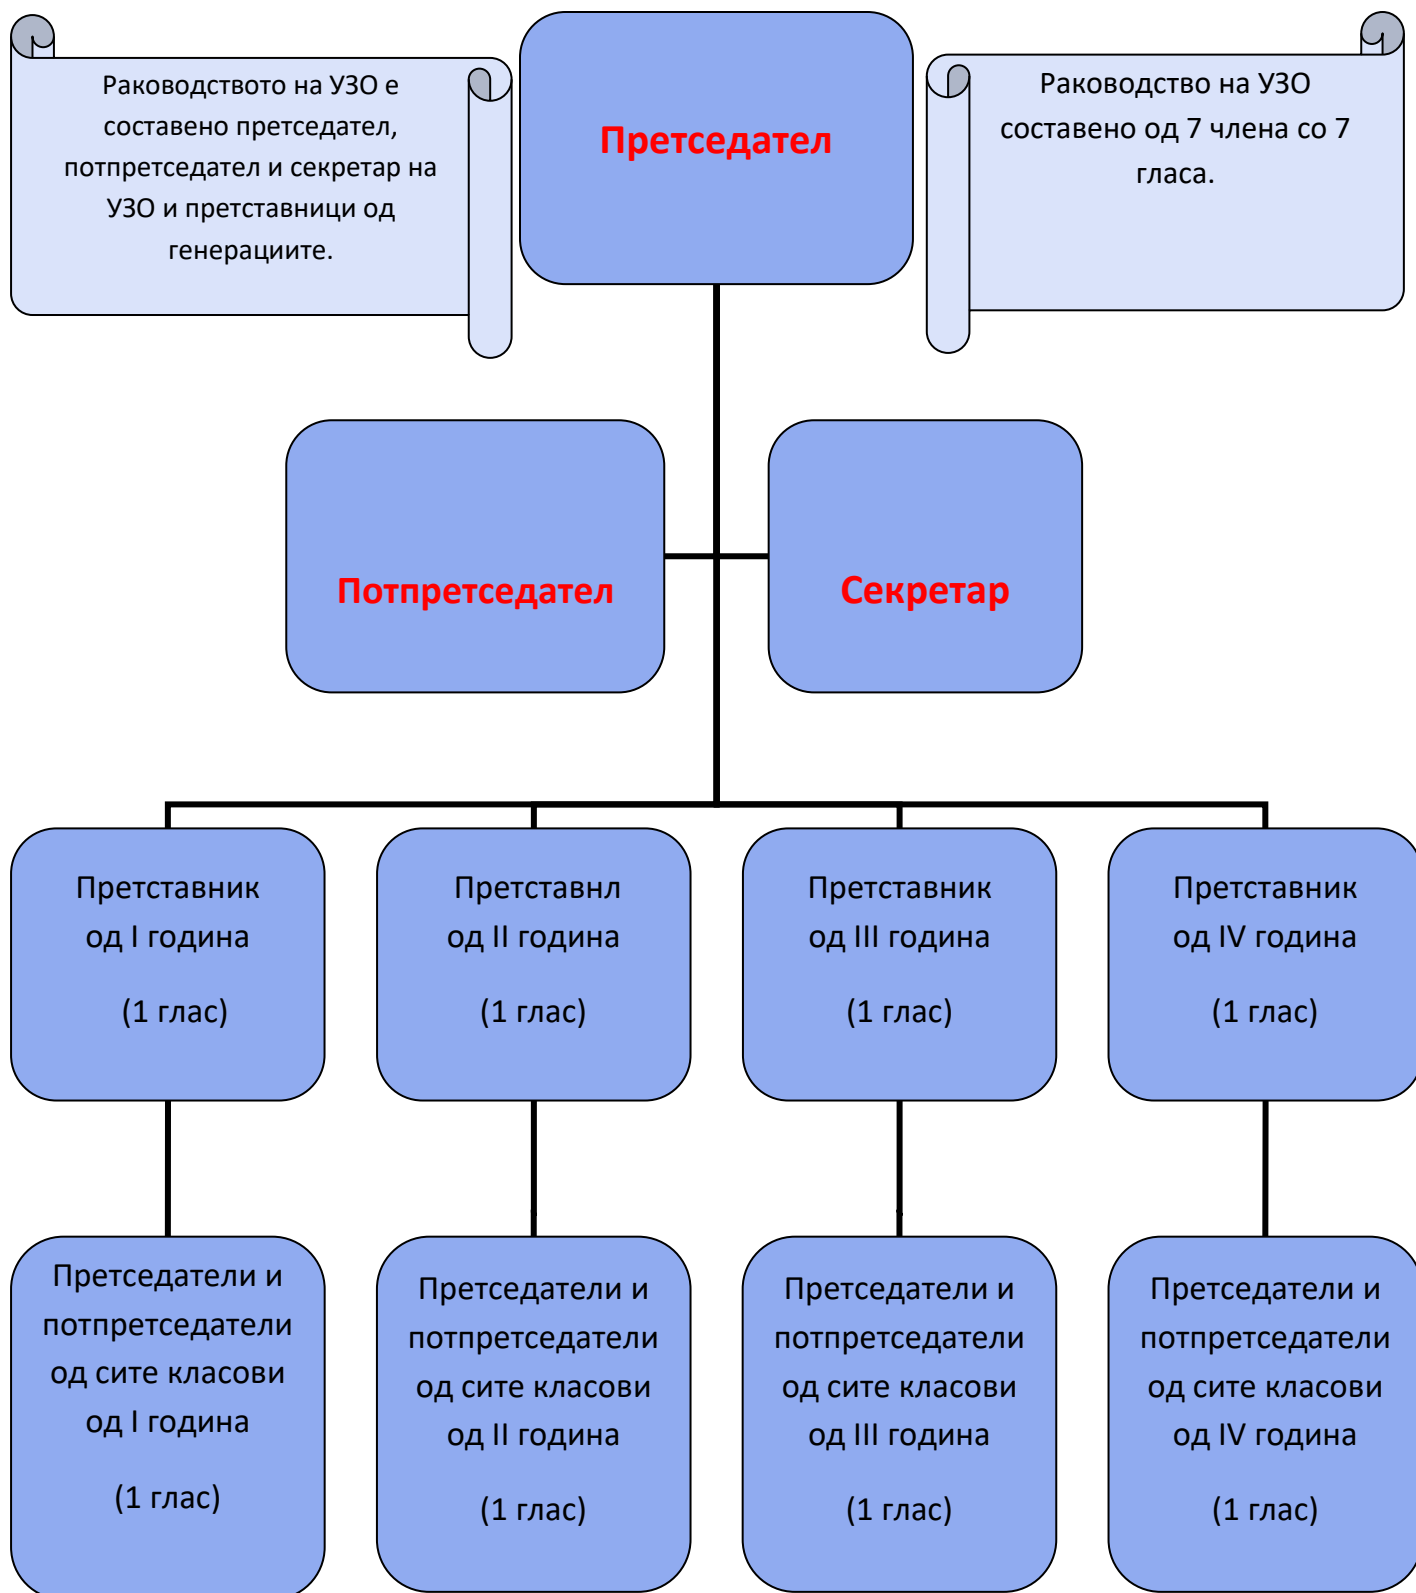 Раководството на УЗО е
составено претседател,
потпретседател и секретар на
УЗО и претставници од
генерациите.
Претседател
Раководство на УЗО
составено од 7 члена со 7
гласа.
Потпретседател
Секретар
Претставник
од I година
(1 глас)
Претставнл
од II година
(1 глас)
Претставник
од III година
(1 глас)
Претставник
од IV година
(1 глас)
Претседатели и
потпретседатели
од сите класови
од I година
(1 глас)
Претседатели и
потпретседатели
од сите класови
од II година
(1 глас)
Претседатели и
потпретседатели
од сите класови
од III година
(1 глас)
Претседатели и
потпретседатели
од сите класови
од IV година
(1 глас)